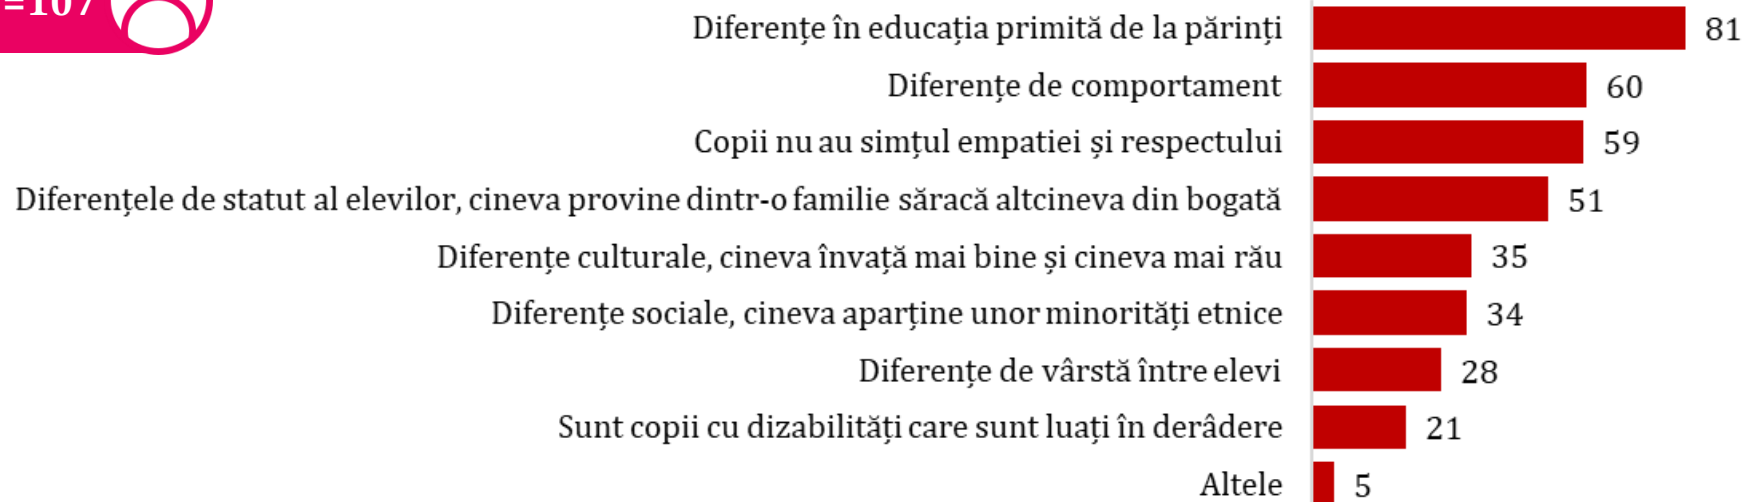 =107
Diferențe în educația primită de la părinți 81
Diferențe de comportament 60
Copii nu au simțul empatiei și respectului 59
Diferențele de statut al elevilor, cineva provine dintr-o familie săracă altcineva din bogată 51
Diferențe culturale, cineva învață mai bine și cineva mai rău 35
Diferențe sociale, cineva aparține unor minorități etnice 34
Diferențe de vârstă între elevi 28
Sunt copii cu dizabilități care sunt luați în derâdere 21
Altele 5